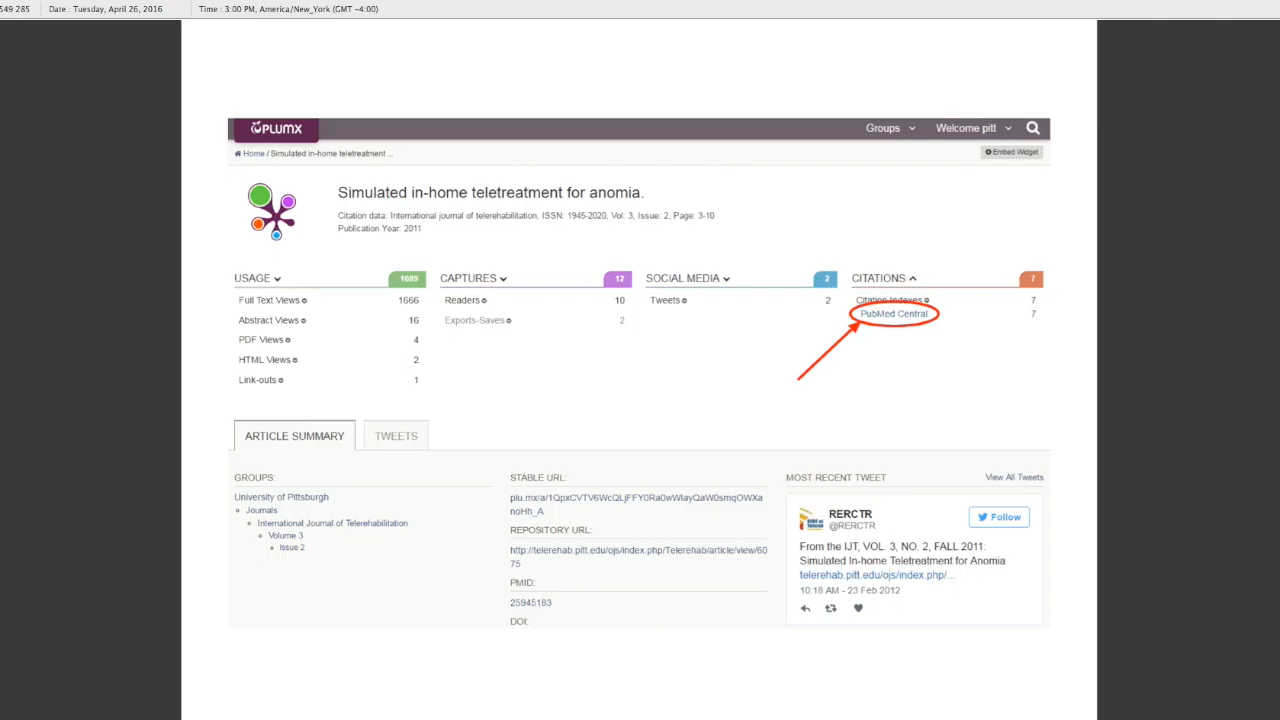 549 285 Date : Tuesday, April 26, 2016 Time : 3:00 PM, America/New_York (GMT -4:00)
PLUMX Groups Welcome pitt
Home / Simulated in-home teletreatment ... Embed Widget
Simulated in-home teletreatment for anomia.
Citation data: International journal of telerehabilitation, ISSN: 1945-2020, Vol: 3, Issue: 2, Page: 3-10
Publication Year: 2011
USAGE 1689 CAPTURES 12 SOCIAL MEDIA 2 CITATIONS 7
Full Text Views 1666 Readers 10 Tweets 2 Citation Indexes 7
PubMed Central 7
Abstract Views 16 Exports-Saves 2
PDF Views 4
HTML Views 2
Link-outs 1
ARTICLE SUMMARY TWEETS
GROUPS:
University of Pittsburgh
Journals
International Journal of Telerehabilitation
Volume 3
Issue 2
STABLE URL:
plu.mx/a/1QpxCVTV6WcQLjFFY0Ra0wWIayQaW0smqOWXa
noHh_A
REPOSITORY URL:
http://telerehab.pitt.edu/ojs/index.php/Telerehab/article/view/60
75
PMID:
25945183
DOI:
MOST RECENT TWEET View All Tweets
RERCTR
@RERCTR
Follow
From the IJT, VOL. 3, NO. 2, FALL 2011:
Simulated In-home Teletreatment for Anomia
telerehab.pitt.edu/ojs/index.php/...
10:18 AM - 23 Feb 2012